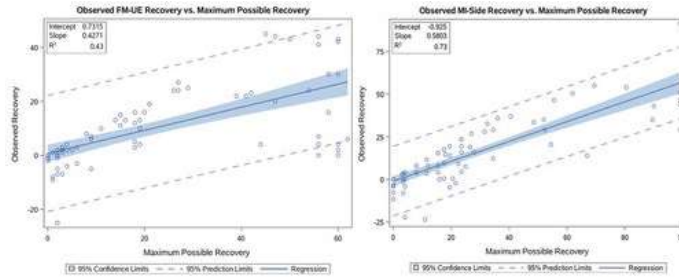 Observed FM-UE Recovery vs. Maximum Possible Recovery
Intercept 0.7315
Slope 0.4271
R² 0.43
40
20
0
-20
Observed Recovery
0 20 40 60
Maximum Possible Recovery
95% Confidence Limits 95% Prediction Limits Regression
Observed MI-Side Recovery vs. Maximum Possible Recovery
Intercept -0.925
Slope 0.5803
R² 0.73
75
50
25
0
-25
Observed Recovery
0 20 40 60 80
Maximum Possible Recovery
95% Confidence Limits 95% Prediction Limits Regression